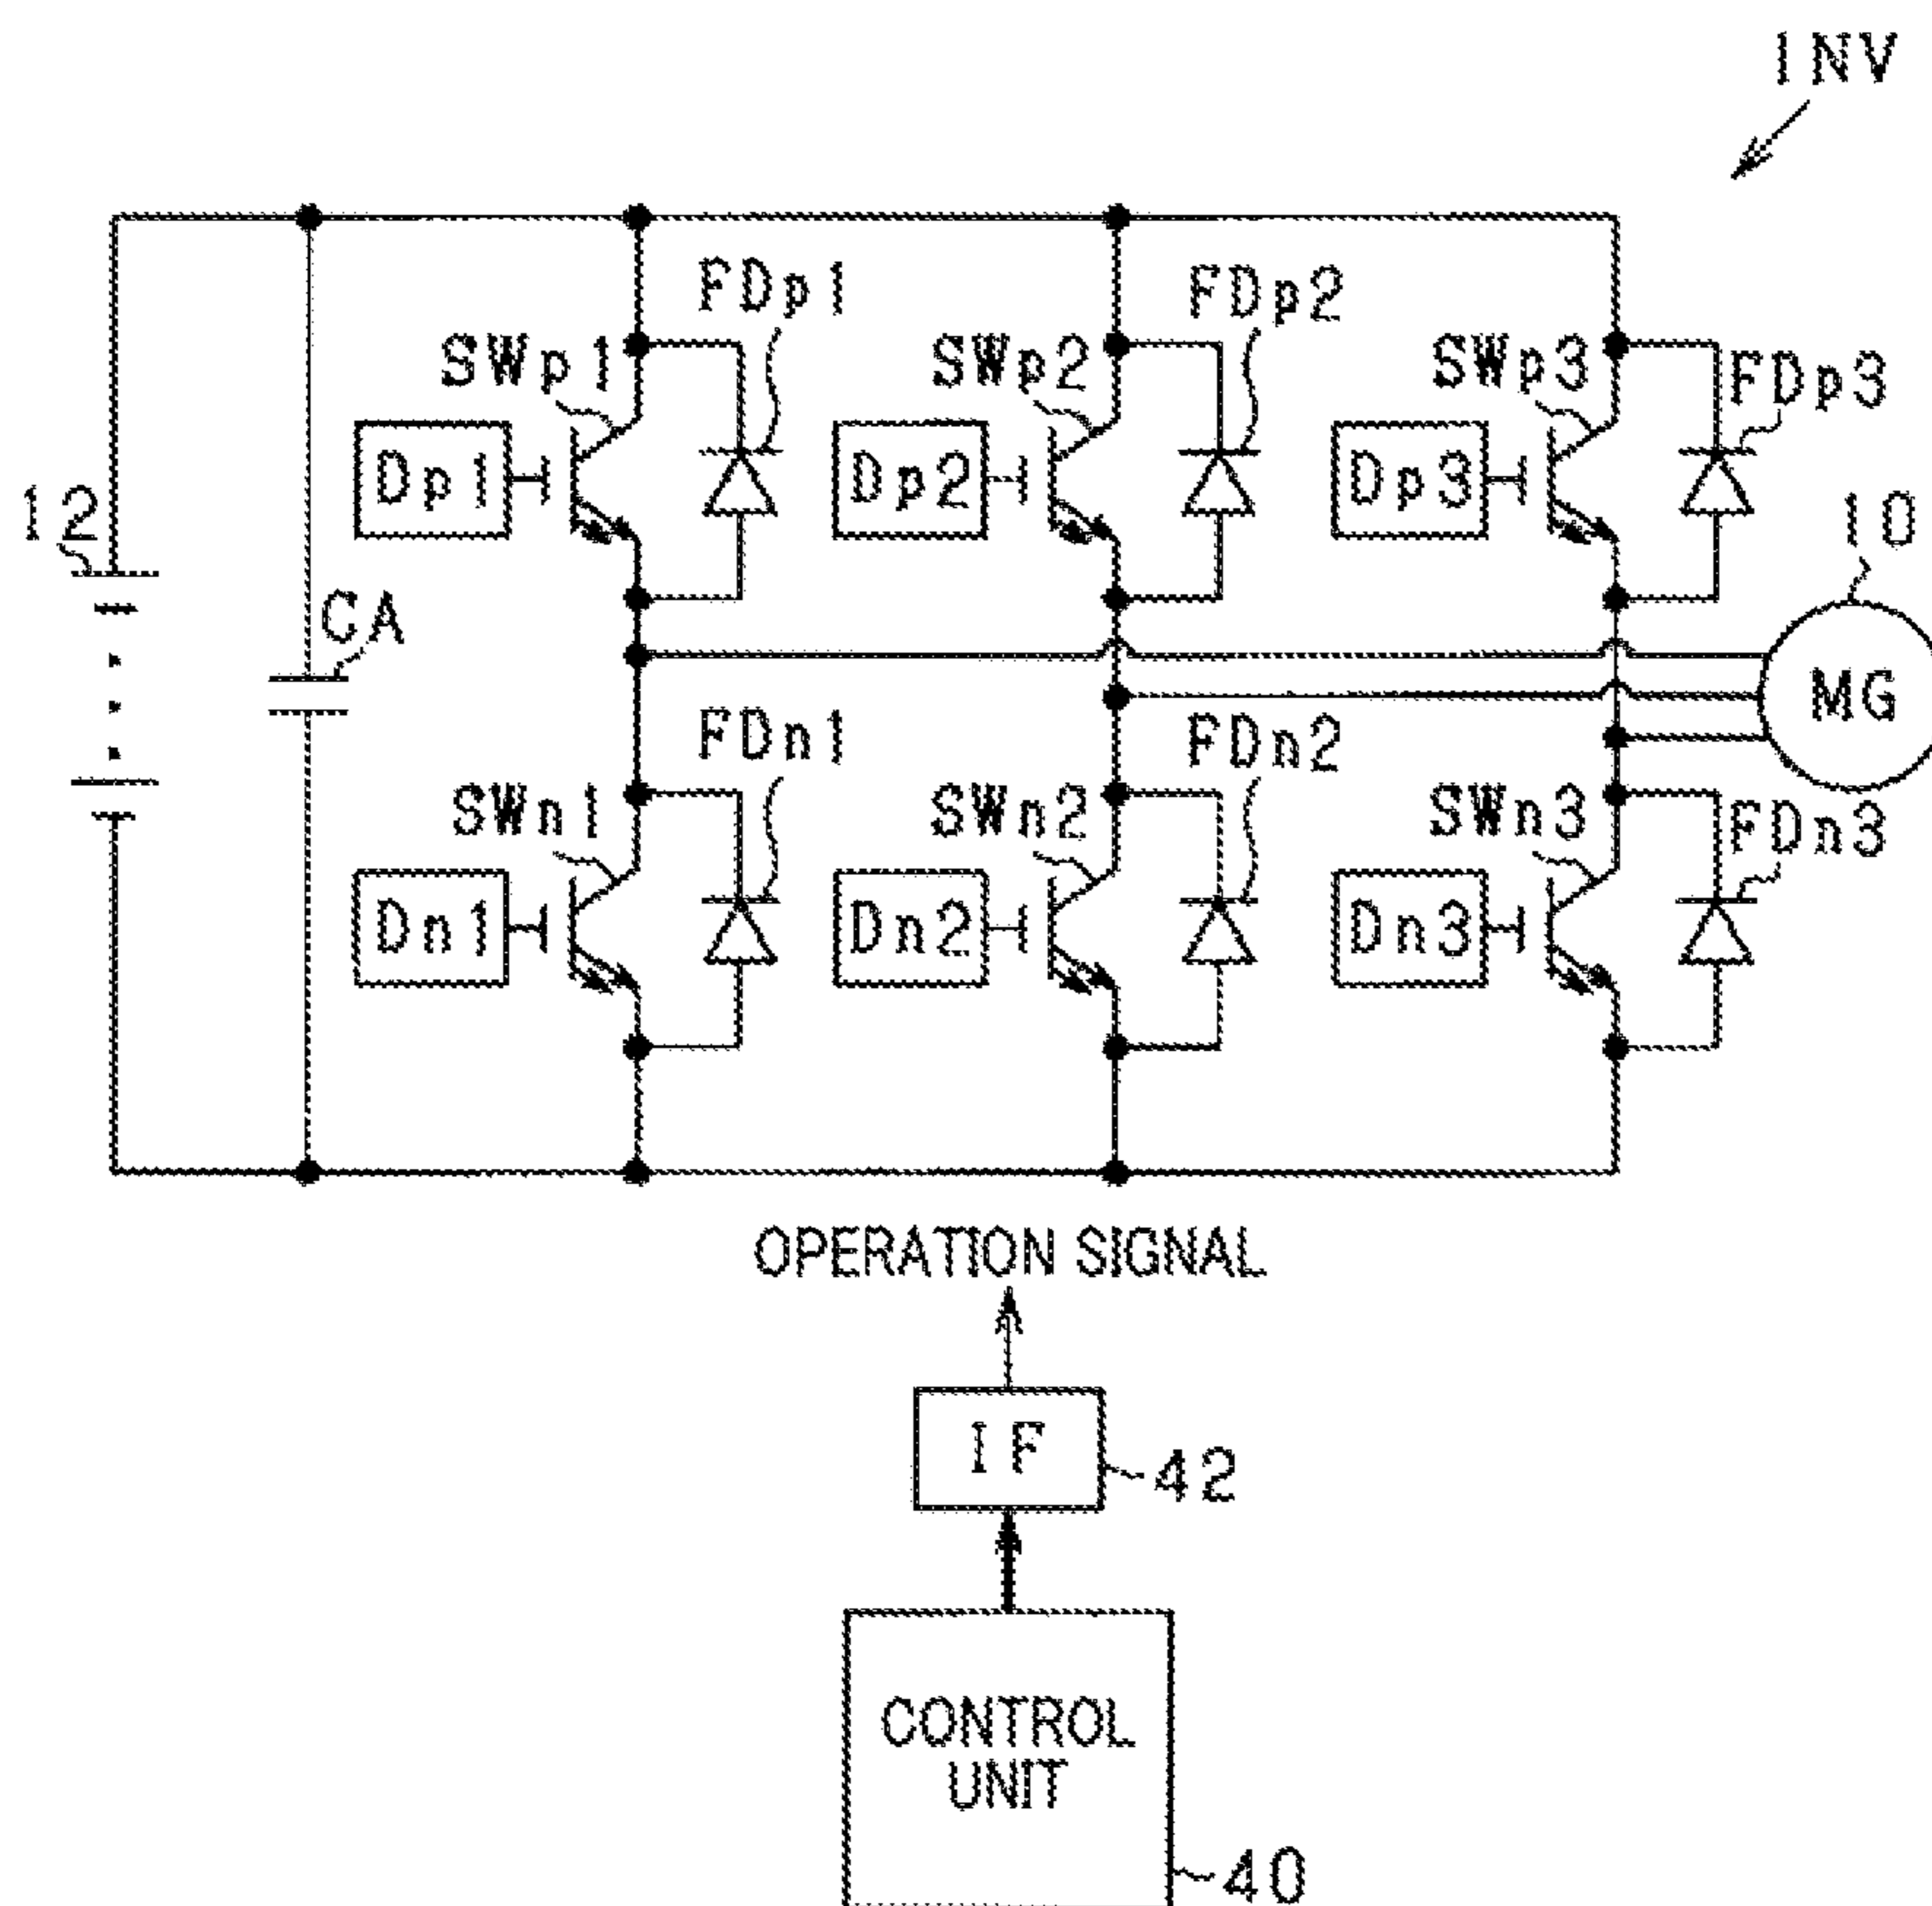 INV
FDp1
FDp2
SWp1
SWp2
SWp3
FDp3
Dp1
Dp2
Dp3
12
10
CA
MG
FDn1
FDn2
SWn1
SWn2
SWn3
FDn3
Dn1
Dn2
Dn3
OPERATION SIGNAL
IF
42
CONTROL
UNIT
40